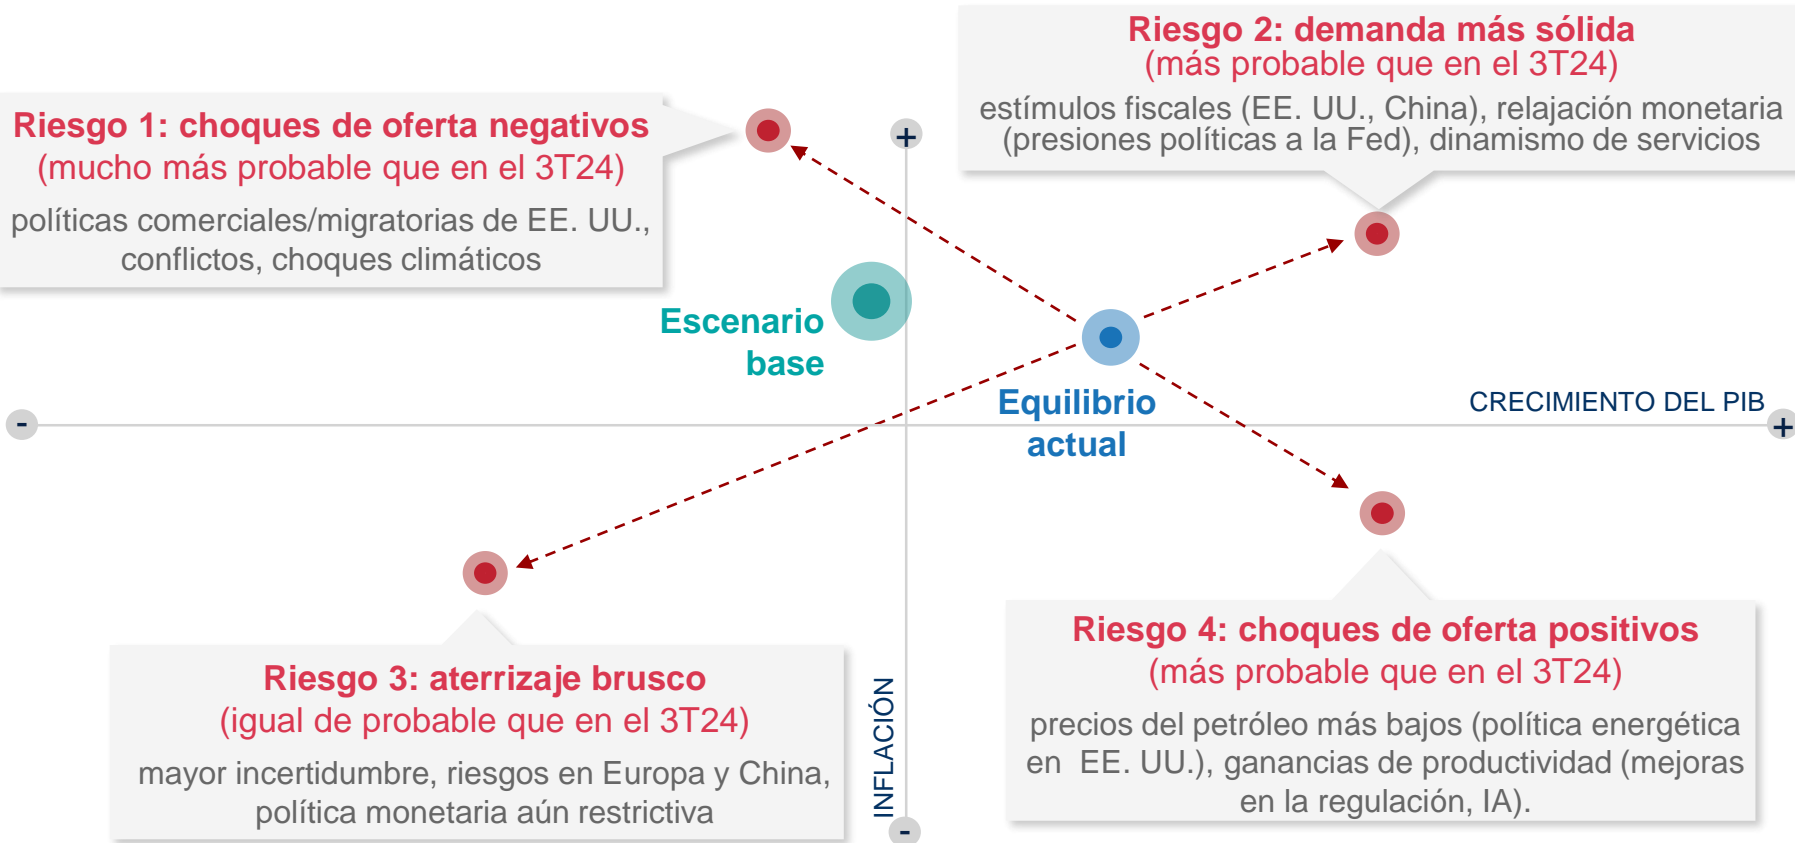 Riesgo 1: choques de oferta negativos
(mucho más probable que en el 3T24)
políticas comerciales/migratorias de EE. UU.,
conflictos, choques climáticos
Riesgo 2: demanda más sólida
(más probable que en el 3T24)
estímulos fiscales (EE. UU., China), relajación monetaria
(presiones políticas a la Fed), dinamismo de servicios
+
Escenario
base
Equilibrio
actual
CRECIMIENTO DEL PIB
-
+
Riesgo 3: aterrizaje brusco
(igual de probable que en el 3T24)
mayor incertidumbre, riesgos en Europa y China,
política monetaria aún restrictiva
INFLACIÓN
-
Riesgo 4: choques de oferta positivos
(más probable que en el 3T24)
precios del petróleo más bajos (política energética
en EE. UU.), ganancias de productividad (mejoras
en la regulación, IA).